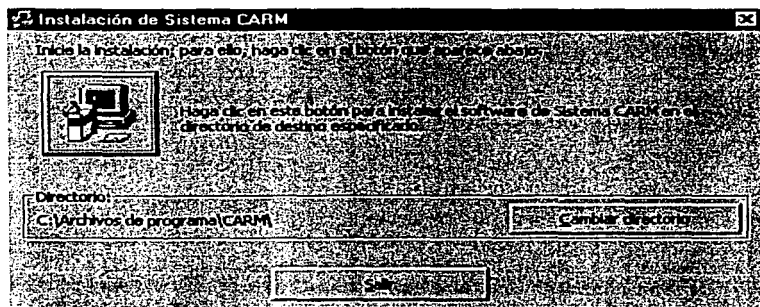 Instalación de Sistema CARM
Inicie la instalación; para ello, haga clic en el botón que aparece abajo.
Haga clic en este botón para instalar el software de Sistema CARM en el
directorio de destino especificado.
Directorio:
C:\Archivos de programa\CARM\
Cambiar directorio
Salir